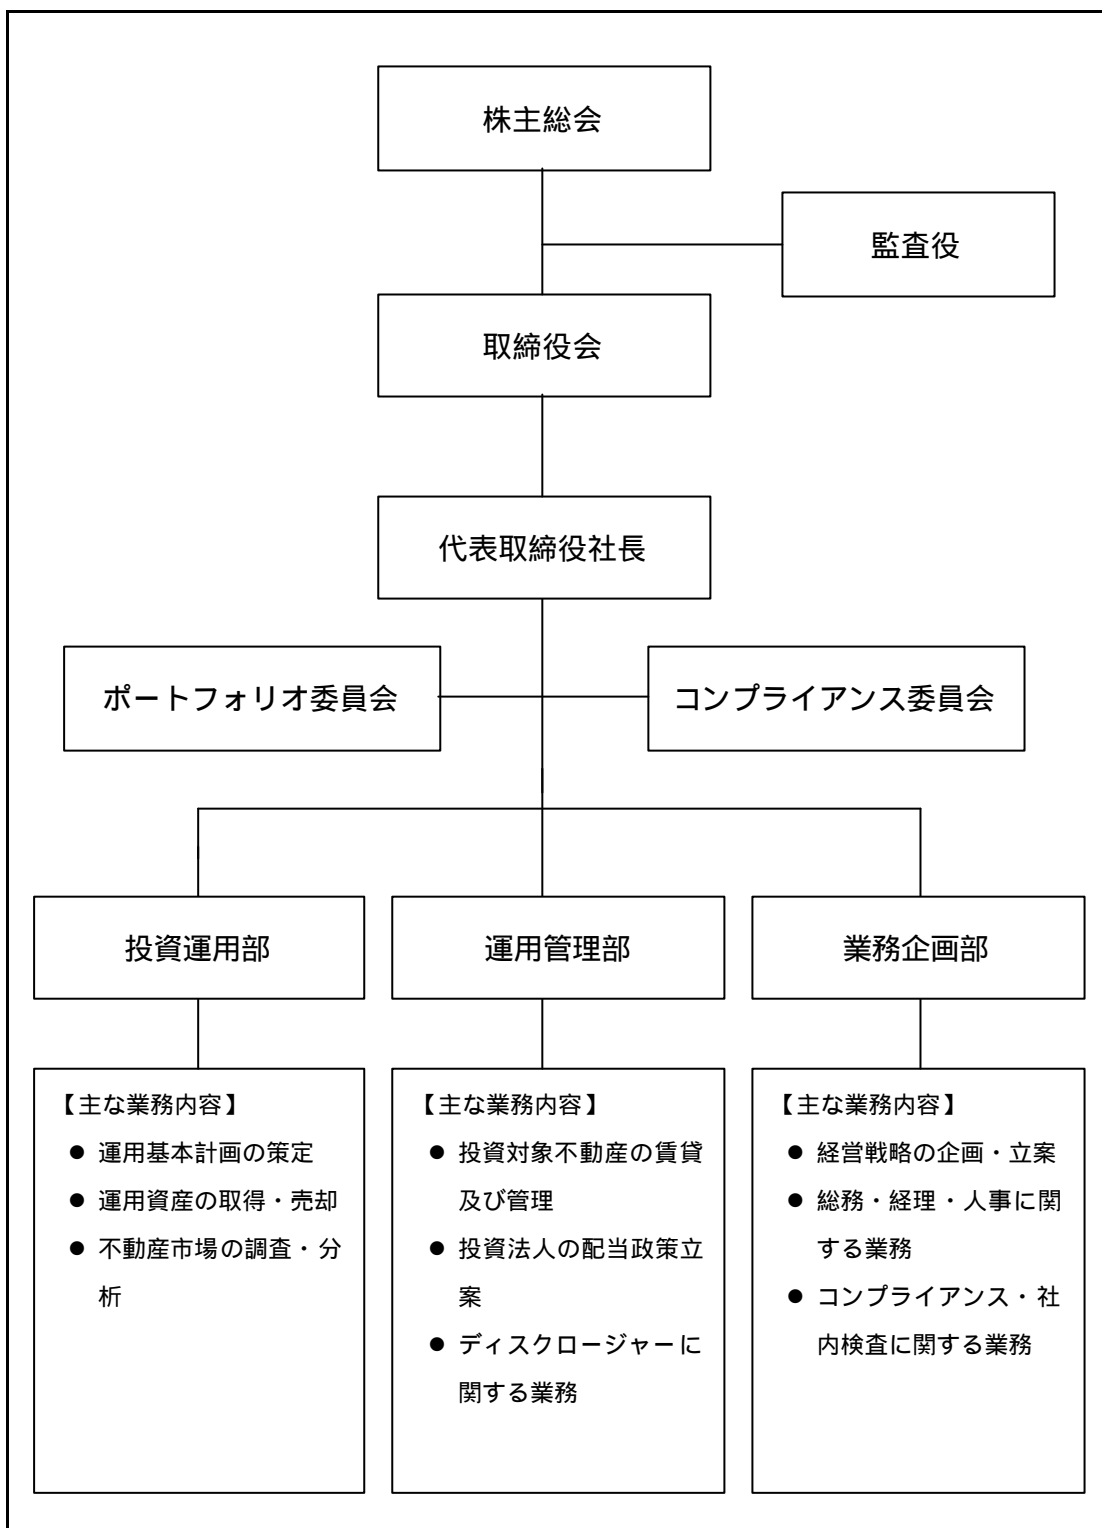 株主総会
監査役
取締役会
代表取締役社長
ポートフォリオ委員会
コンプライアンス委員会
投資運用部
運用管理部
業務企画部
【主な業務内容】
● 運用基本計画の策定
● 運用資産の取得・売却
● 不動産市場の調査・分
析
【主な業務内容】
● 投資対象不動産の賃貸
及び管理
● 投資法人の配当政策立
案
● ディスクロージャーに
関する業務
【主な業務内容】
● 経営戦略の企画・立案
● 総務・経理・人事に関
する業務
● コンプライアンス・社
内検査に関する業務